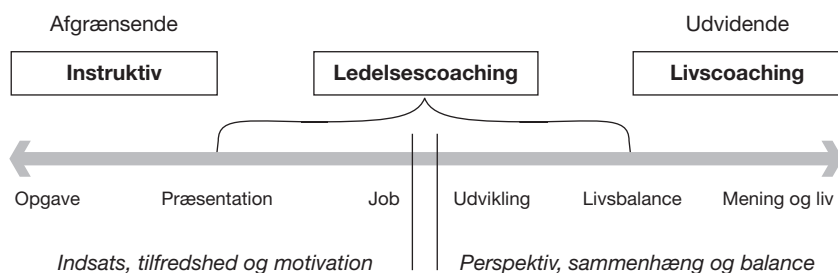 Afgrænsende Udvidende
Instruktiv Ledelsescoaching Livscoaching
Opgave Præsentation Job Udvikling Livsbalance Mening og liv
Indsats, tilfredshed og motivation Perspektiv, sammenhæng og balance